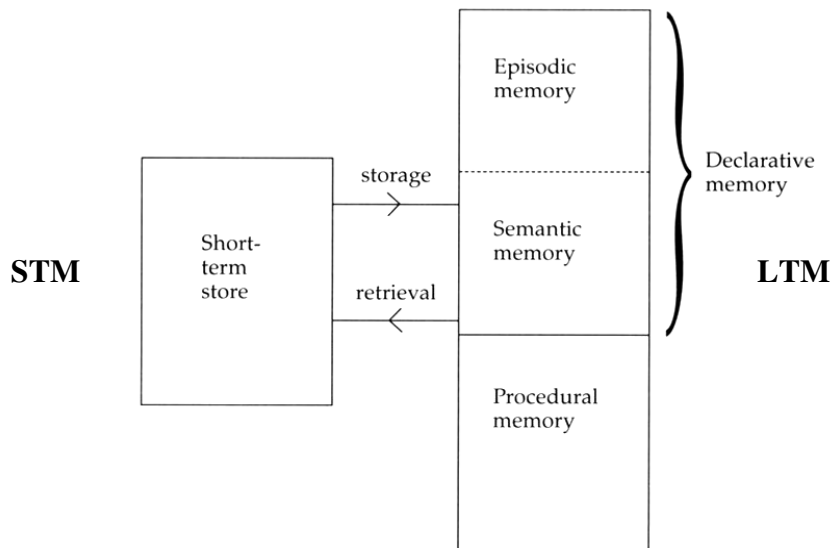 STM
Short-
term
store
storage
retrieval
Episodic
memory
Semantic
memory
Procedural
memory
Declarative
memory
LTM